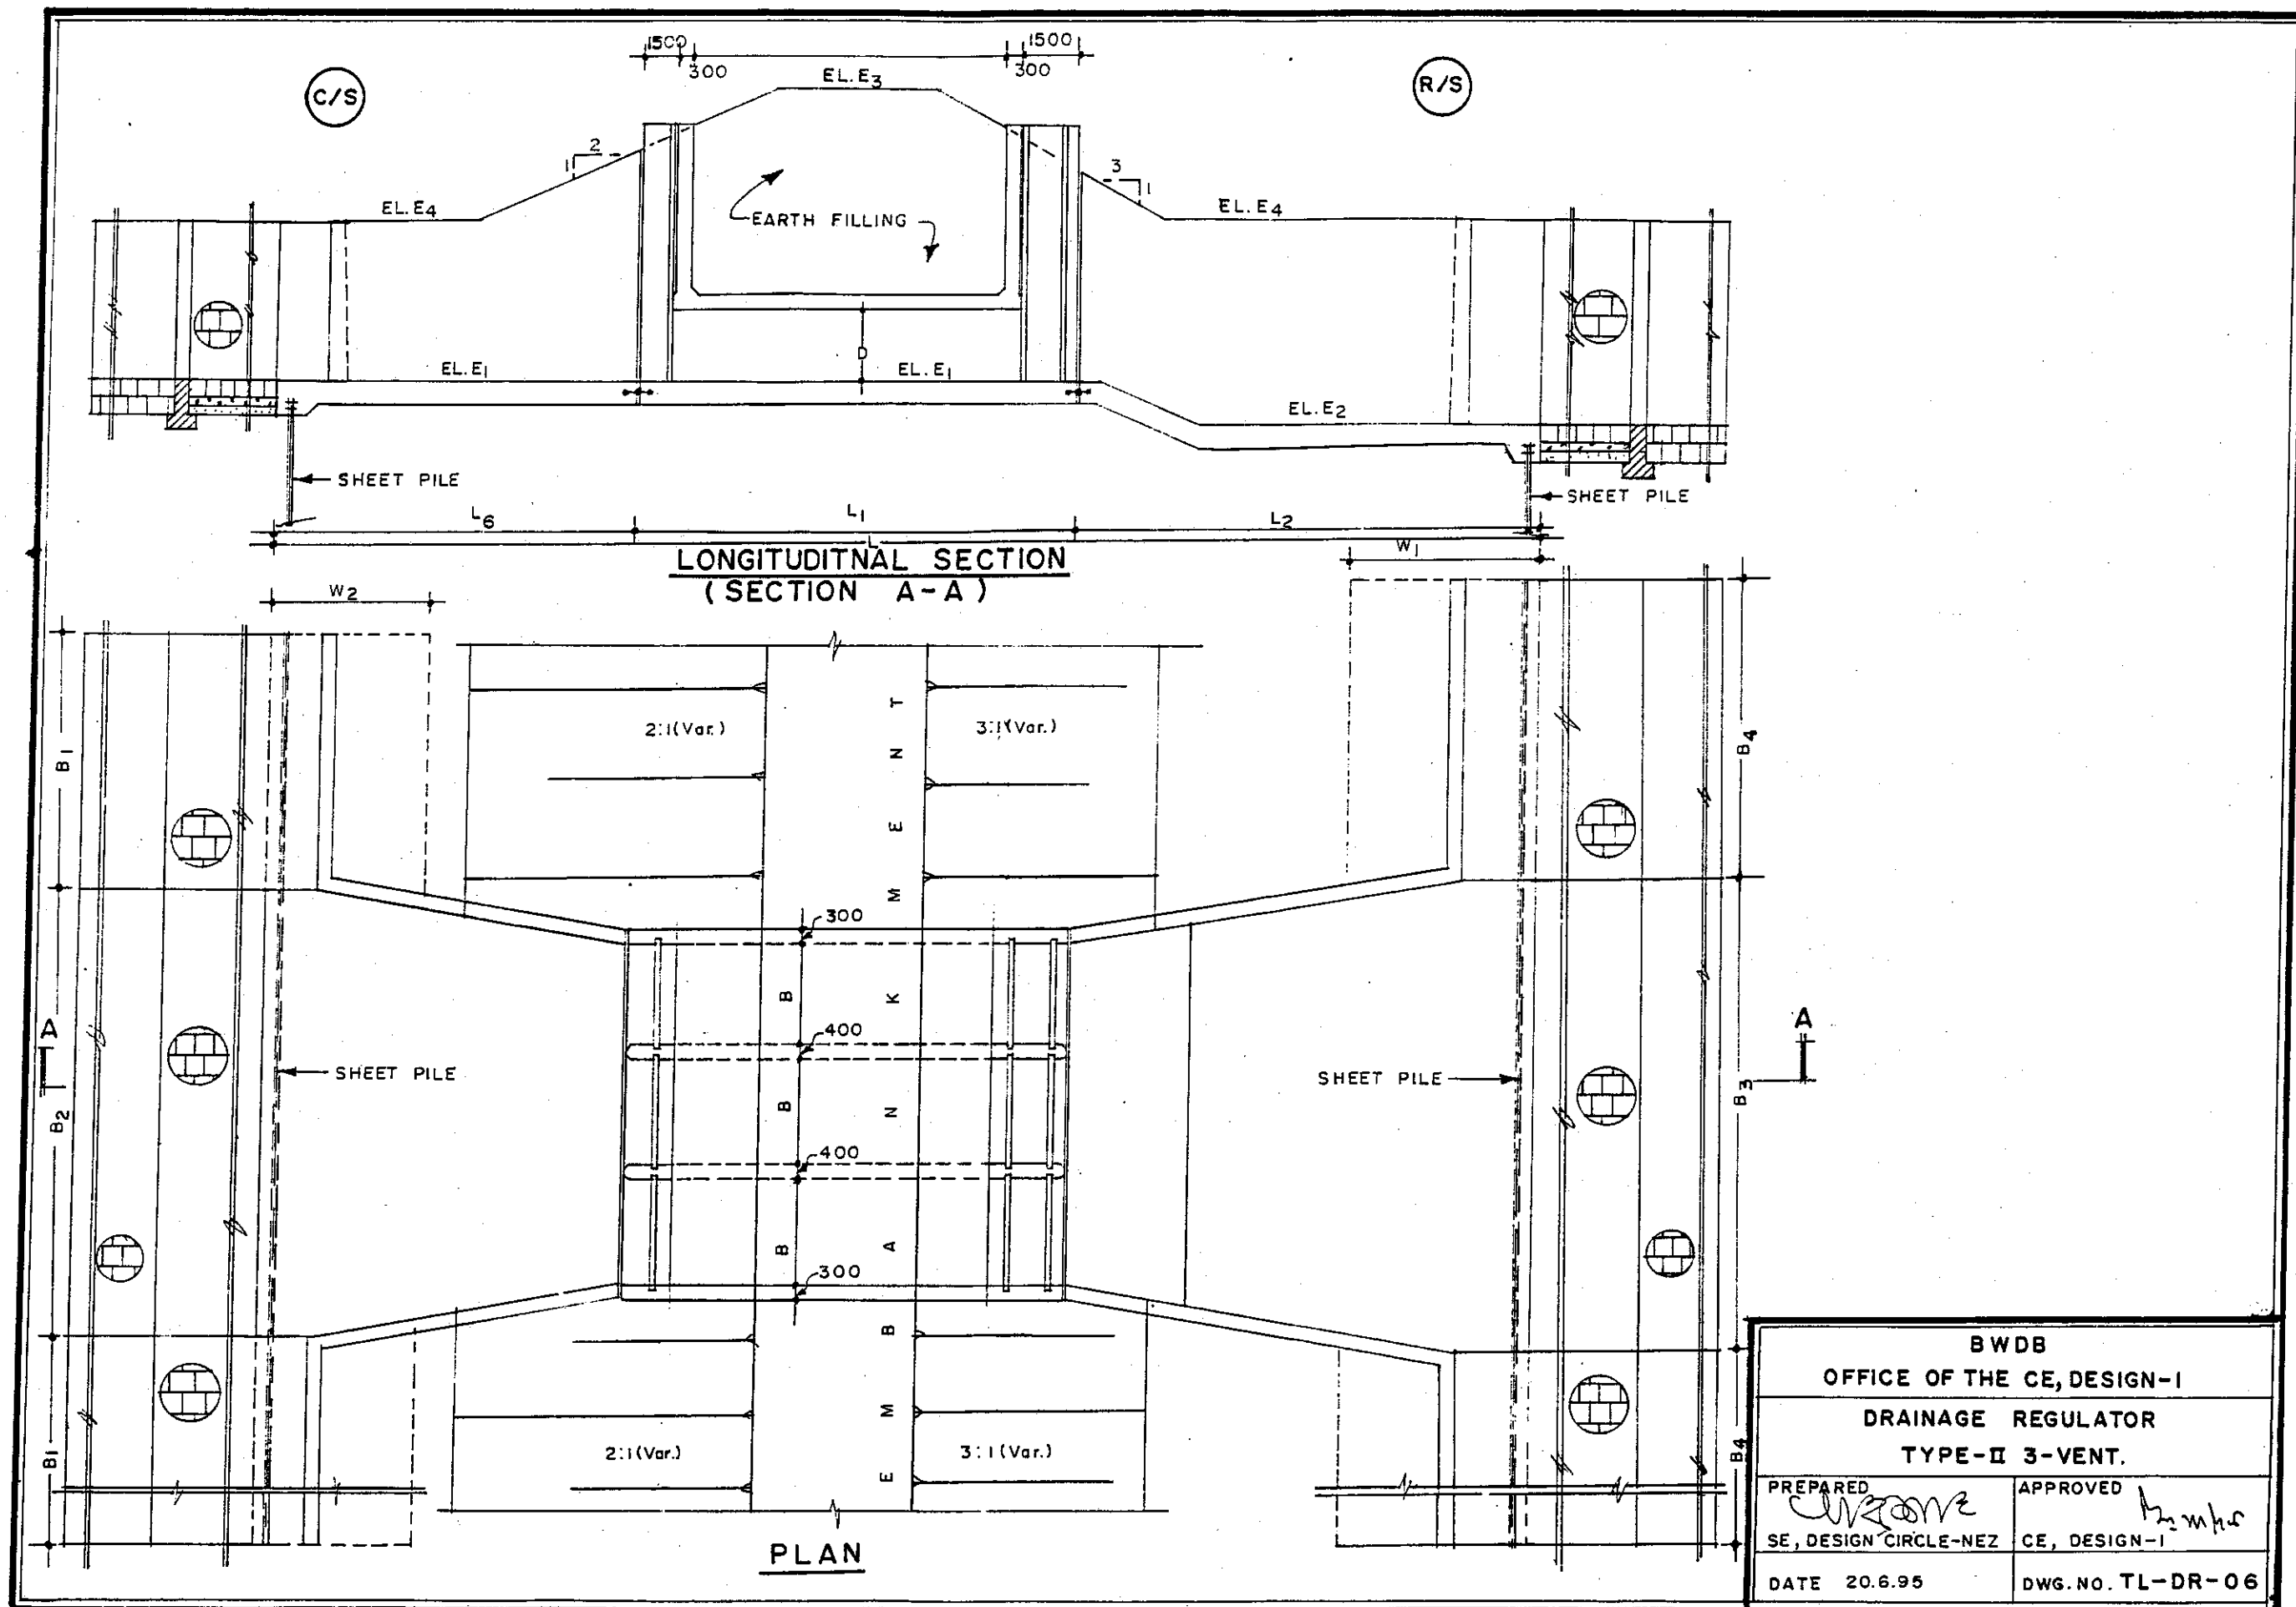 1500 1500
300 300
EL.E3
C/S R/S
2
1
3
1
EL.E4 EL.E4
EARTH FILLING
D
EL.E1 EL.E1
EL.E2
SHEET PILE SHEET PILE
L6 L1 L2
L
LONGITUDITNAL SECTION
(SECTION A-A)
W2 W1
B1 B4
2:1(Var.) 3:1(Var.)
EMBANKMENT
300
B
400
A A
SHEET PILE SHEET PILE
B2 B B3
400
B
300
B1 B4
2:1(Var.) 3:1(Var.)
PLAN
BWDB
OFFICE OF THE CE, DESIGN-I
DRAINAGE REGULATOR
TYPE-II 3-VENT.
PREPARED APPROVED
SE, DESIGN CIRCLE-NEZ CE, DESIGN-I
DATE 20.6.95 DWG. NO. TL-DR-06